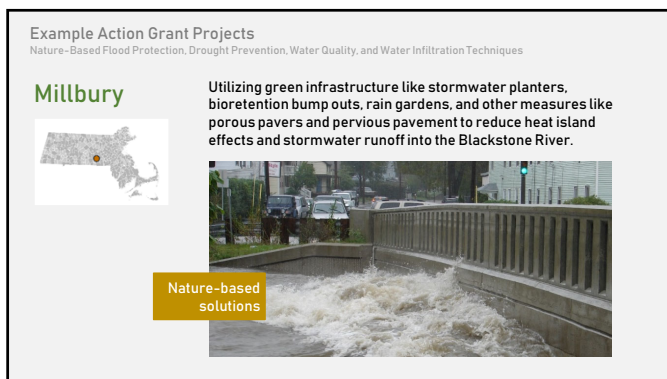 Example Action Grant Projects
Nature-Based Flood Protection, Drought Prevention, Water Quality, and Water Infiltration Techniques
Millbury
Utilizing green infrastructure like stormwater planters,
bioretention bump outs, rain gardens, and other measures like
porous pavers and pervious pavement to reduce heat island
effects and stormwater runoff into the Blackstone River.
Nature-based
solutions